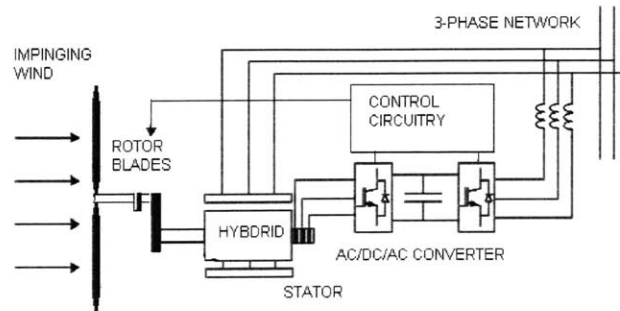 3-PHASE NETWORK
IMPINGING
WIND
CONTROL
CIRCUITRY
ROTOR
BLADES
HYBDRID
AC/DC/AC CONVERTER
STATOR